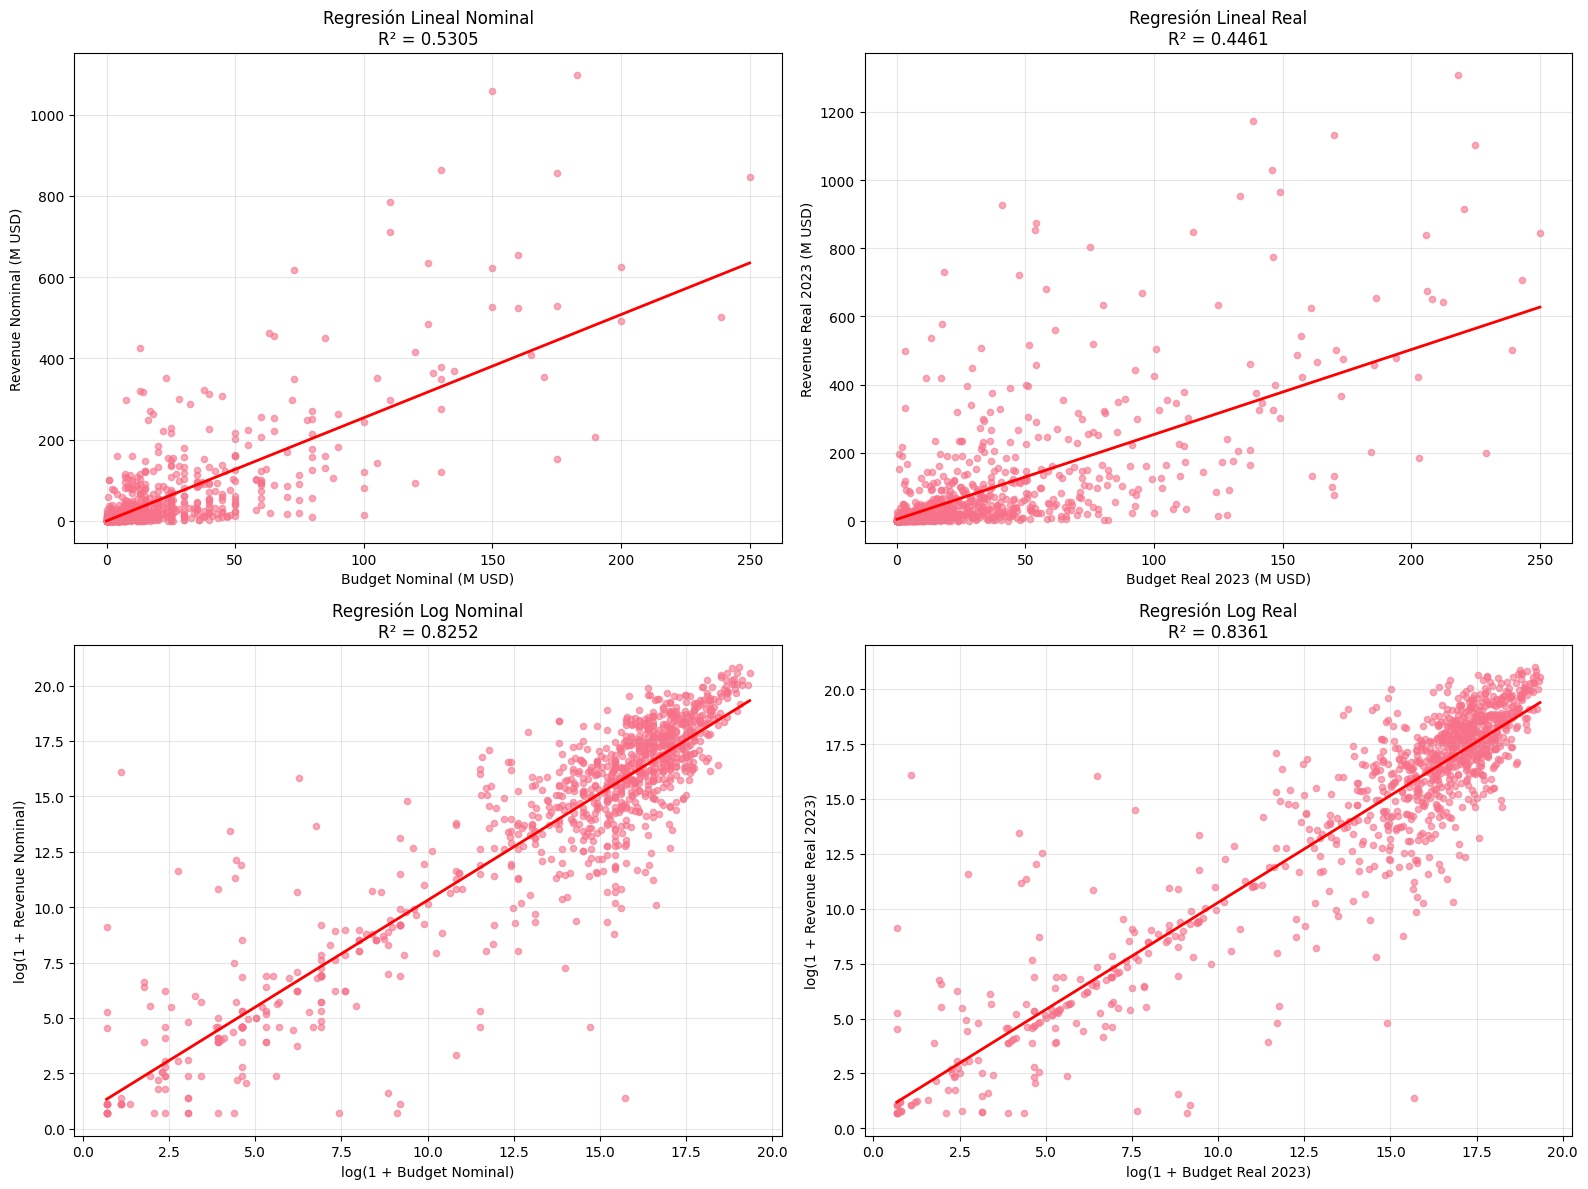 Regresión Lineal Nominal
R² = 0.5305
1000
800
600
400
200
0
Revenue Nominal (M USD)
0 50 100 150 200 250
Budget Nominal (M USD)
Regresión Lineal Real
R² = 0.4461
1200
1000
800
600
400
200
0
Revenue Real 2023 (M USD)
0 50 100 150 200 250
Budget Real 2023 (M USD)
Regresión Log Nominal
R² = 0.8252
20.0
17.5
15.0
12.5
10.0
7.5
5.0
2.5
0.0
log(1 + Revenue Nominal)
0.0 2.5 5.0 7.5 10.0 12.5 15.0 17.5 20.0
log(1 + Budget Nominal)
Regresión Log Real
R² = 0.8361
20.0
17.5
15.0
12.5
10.0
7.5
5.0
2.5
0.0
log(1 + Revenue Real 2023)
0.0 2.5 5.0 7.5 10.0 12.5 15.0 17.5 20.0
log(1 + Budget Real 2023)